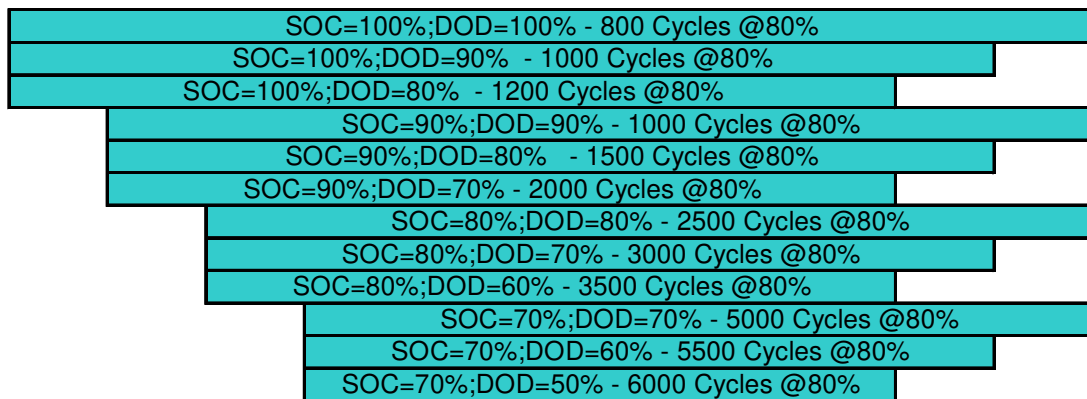 SOC=100%;DOD=100% - 800 Cycles @80%
SOC=100%;DOD=90%  - 1000 Cycles @80%
SOC=100%;DOD=80%  - 1200 Cycles @80%
SOC=90%;DOD=90% - 1000 Cycles @80%
SOC=90%;DOD=80%   - 1500 Cycles @80%
SOC=90%;DOD=70% - 2000 Cycles @80%
SOC=80%;DOD=80% - 2500 Cycles @80%
SOC=80%;DOD=70% - 3000 Cycles @80%
SOC=80%;DOD=60% - 3500 Cycles @80%
SOC=70%;DOD=70% - 5000 Cycles @80%
SOC=70%;DOD=60% - 5500 Cycles @80%
SOC=70%;DOD=50% - 6000 Cycles @80%